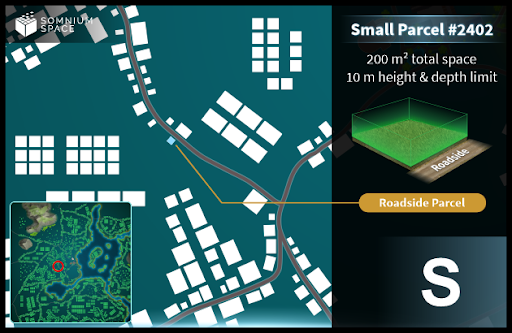 SOMNIUM
SPACE
Small Parcel #2402
200 m² total space
10 m height & depth limit
Roadside
Roadside Parcel
S